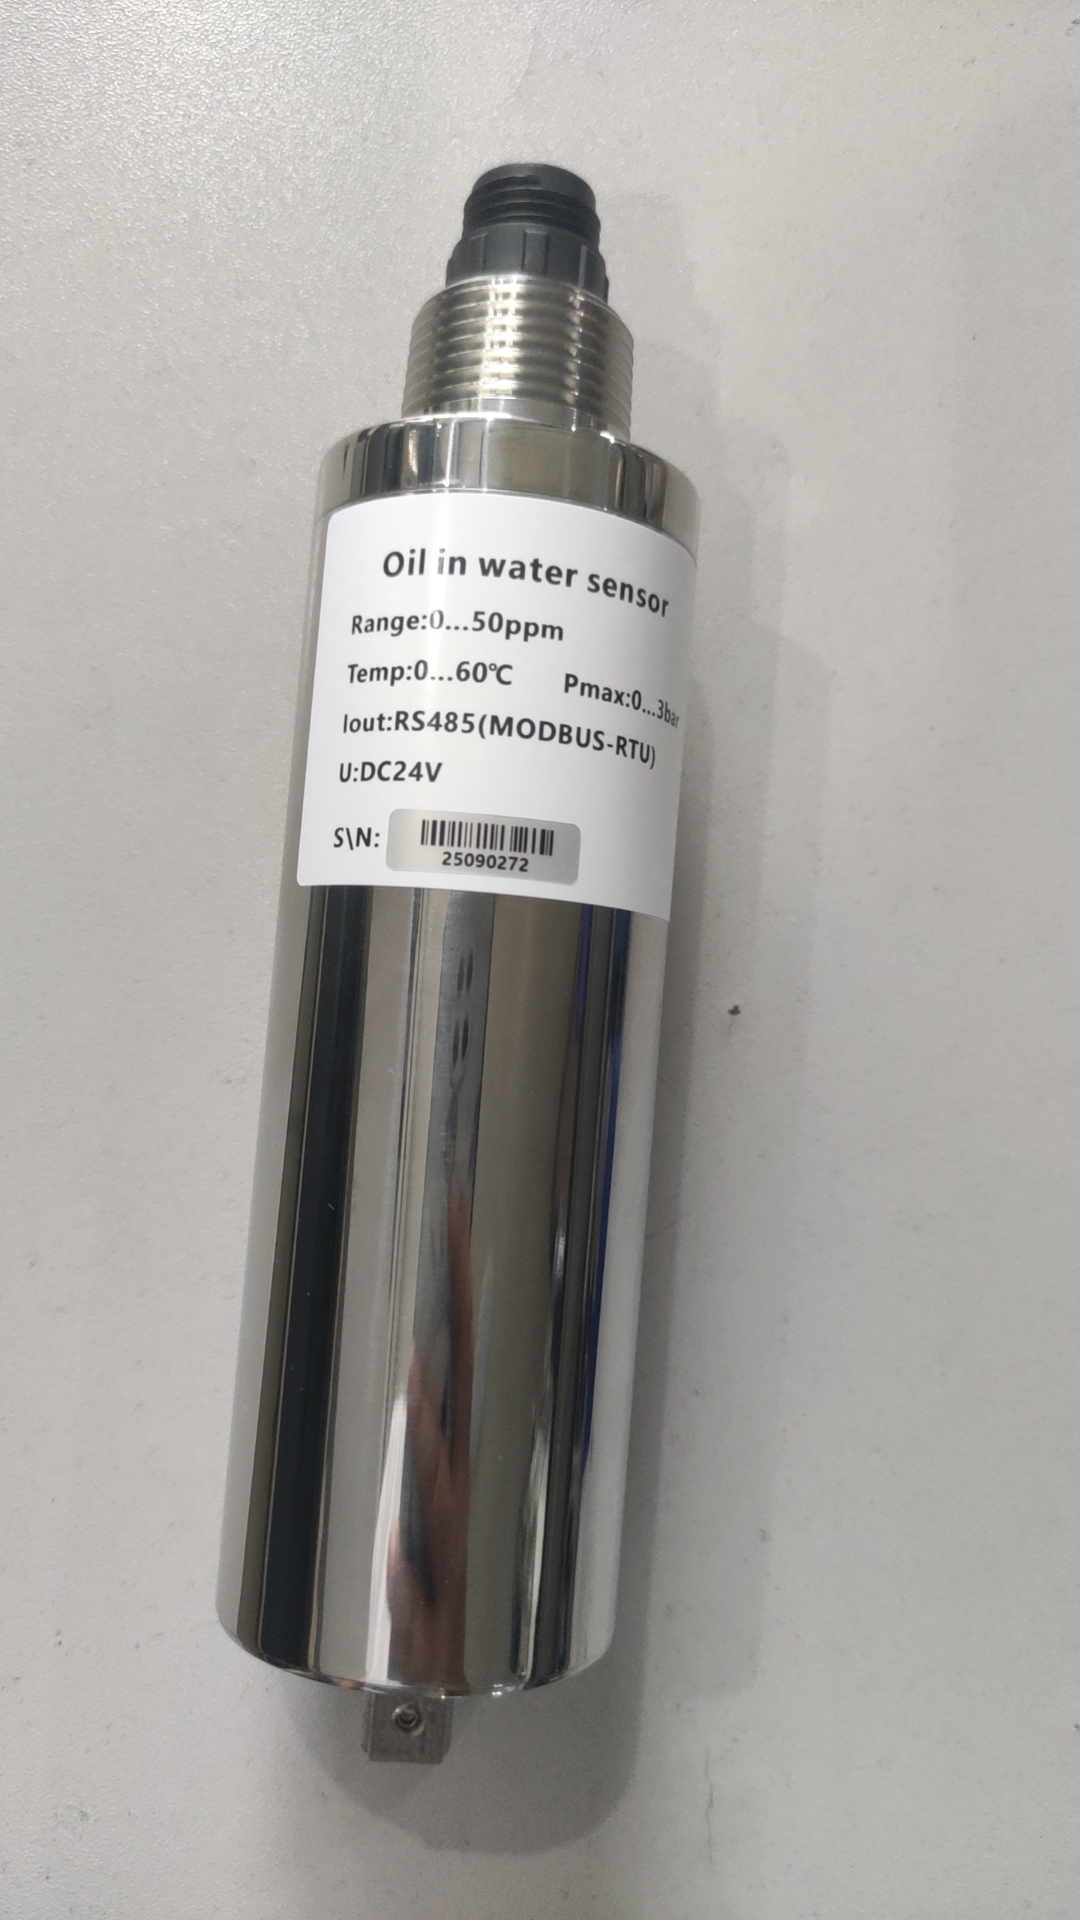 Oil in water sensor
Range:0...50ppm
Temp:0...60℃ Pmax:0...3bar
Iout:RS485(MODBUS-RTU)
U:DC24V
S\N:
25090272